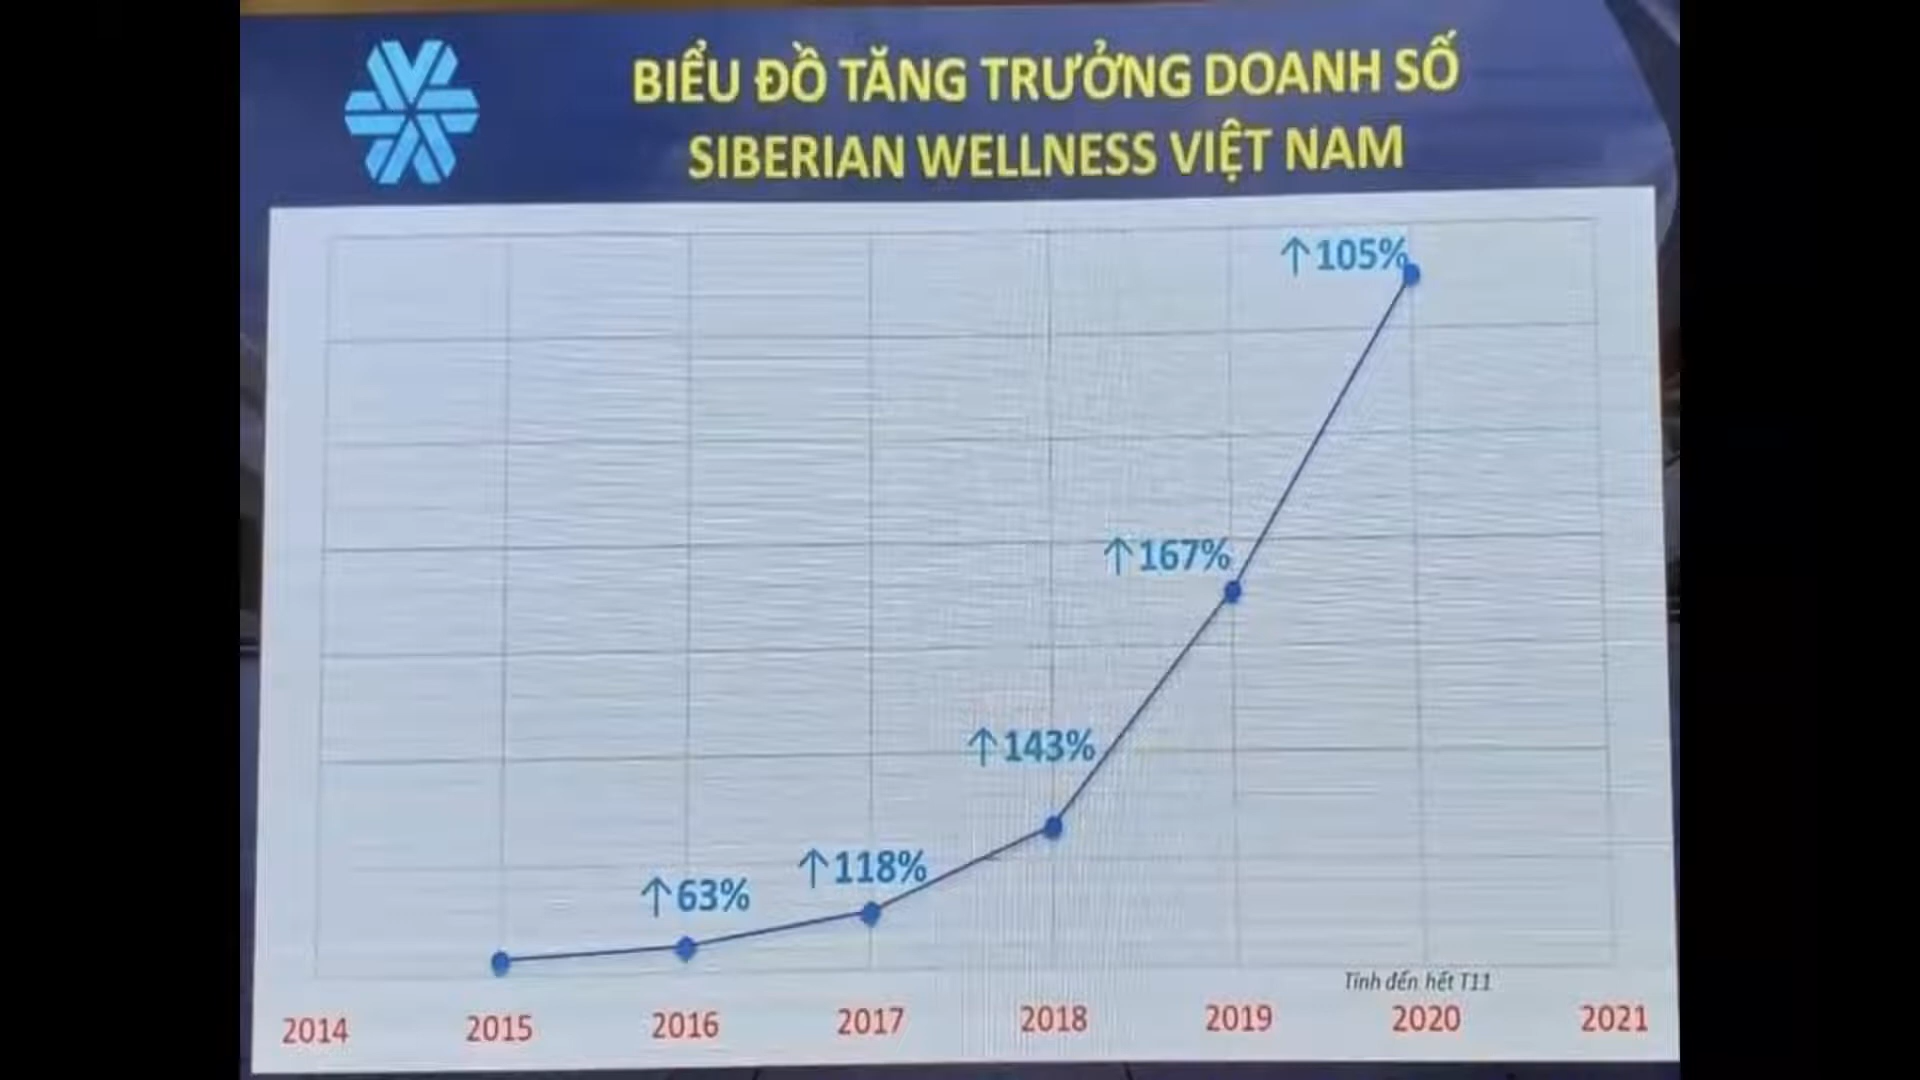 BIỂU ĐỒ TĂNG TRƯỞNG DOANH SỐ
SIBERIAN WELLNESS VIỆT NAM
↑105%
↑167%
↑143%
↑118%
↑63%
Tính đến hết T11
2014 2015 2016 2017 2018 2019 2020 2021